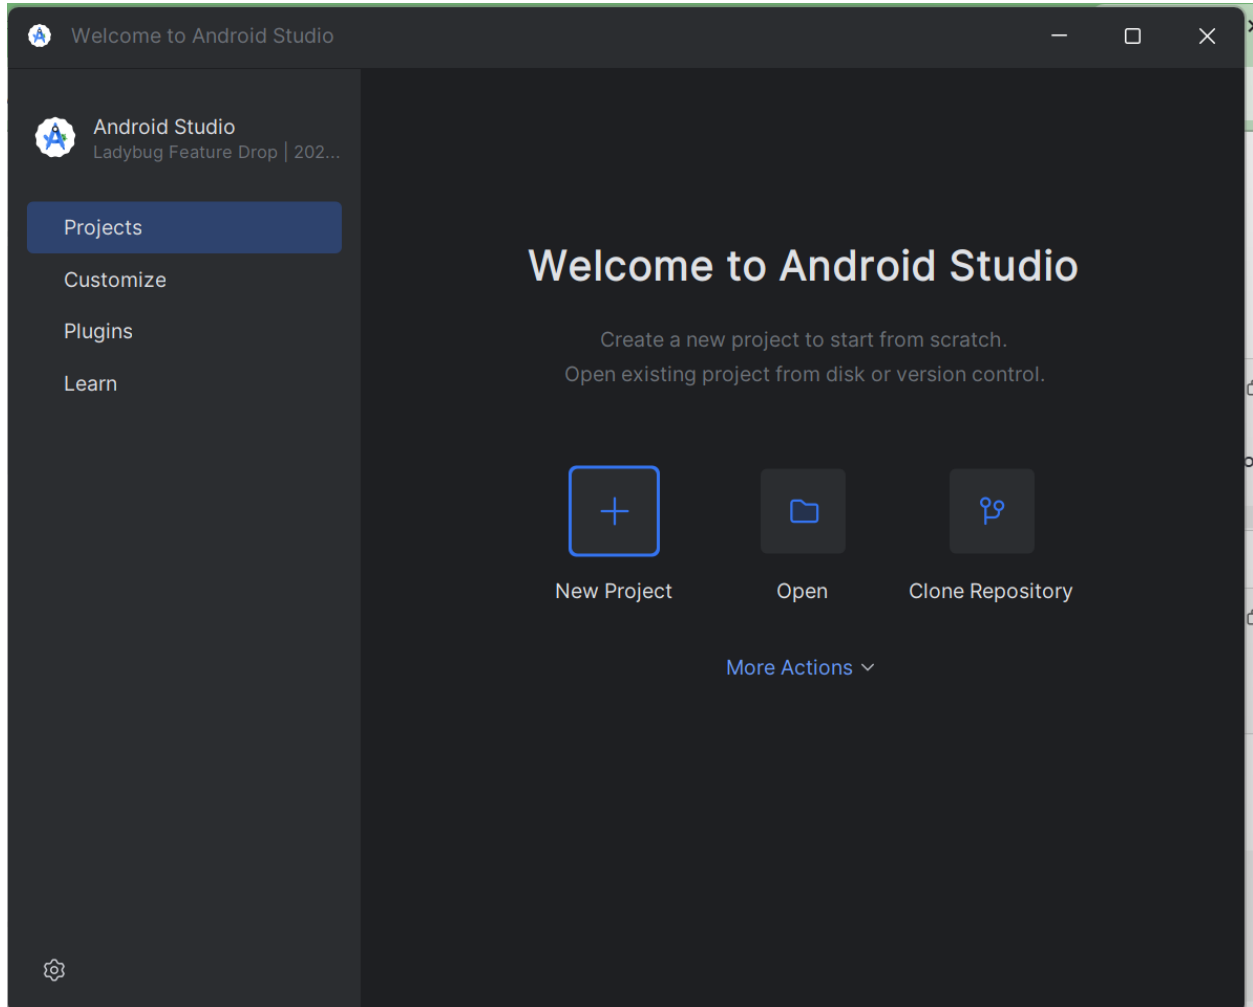 Welcome to Android Studio
Android Studio
Ladybug Feature Drop | 202...
Projects
Customize
Plugins
Learn
Welcome to Android Studio
Create a new project to start from scratch.
Open existing project from disk or version control.
New Project
Open
Clone Repository
More Actions